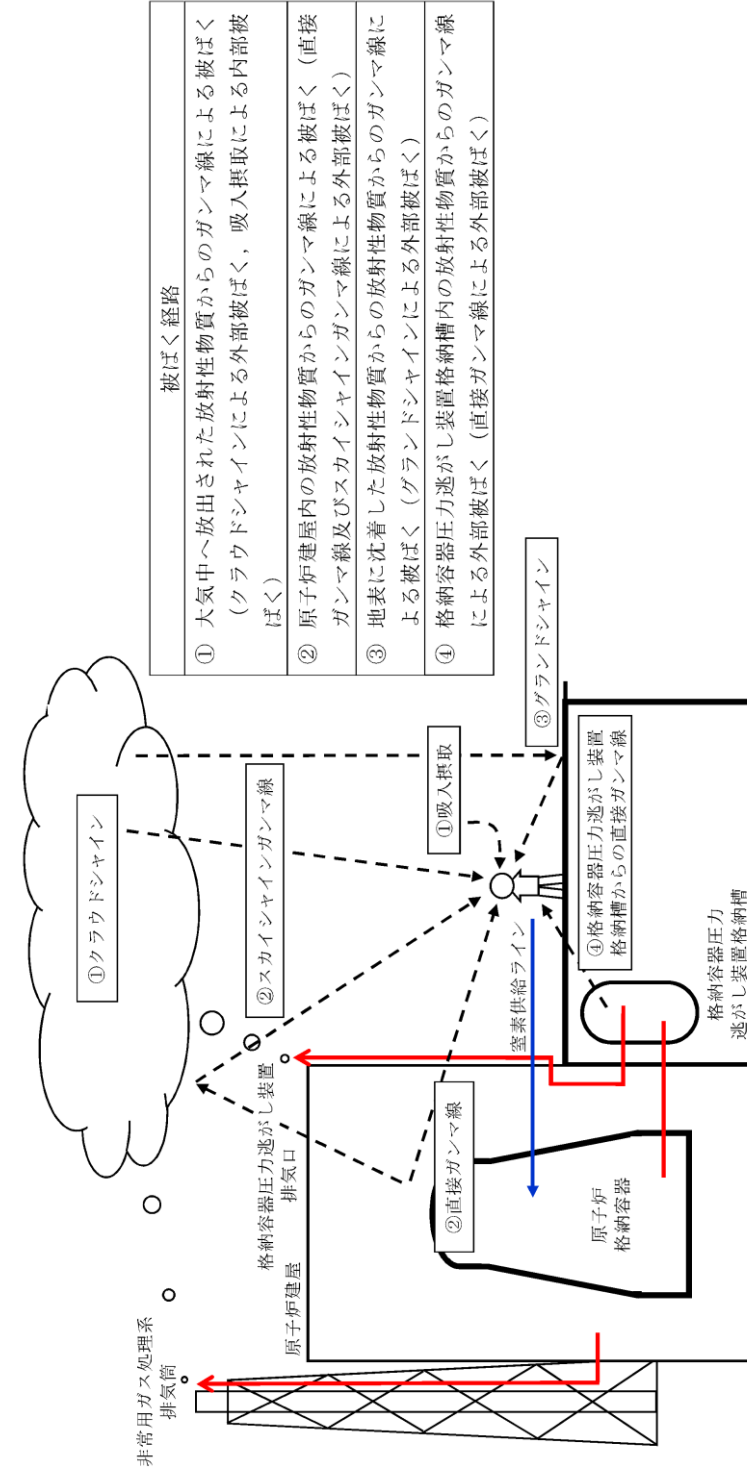 被ばく経路
① 大気中へ放出された放射性物質からのガンマ線による被ばく
（クラウドシャインによる外部被ばく，吸入摂取による内部被
ばく）
② 原子炉建屋内の放射性物質からのガンマ線による被ばく（直接
ガンマ線及びスカイシャインガンマ線による外部被ばく）
③ 地表に沈着した放射性物質からの放射性物質からのガンマ線に
よる被ばく（グランドシャインによる外部被ばく）
④ 格納容器圧力逃がし装置格納槽内の放射性物質からのガンマ線
による外部被ばく（直接ガンマ線による外部被ばく）
①クラウドシャイン
②スカイシャインガンマ線
①吸入摂取
③グランドシャイン
非常用ガス処理系
排気筒
格納容器圧力逃がし装置
排気口
原子炉建屋
②直接ガンマ線
窒素供給ライン
④格納容器圧力逃がし装置
格納槽からの直接ガンマ線
原子炉
格納容器
格納容器圧力
逃がし装置格納槽